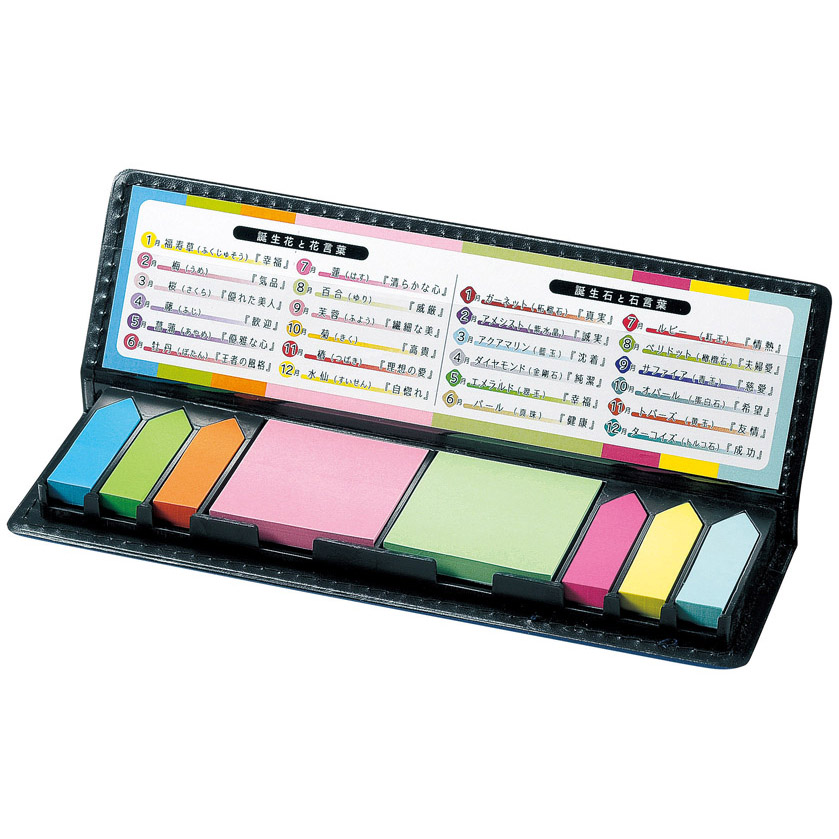 誕生花と花言葉
1月 福寿草(ふくじゅそう)『幸福』
2月 梅(うめ)『気品』
3月 桜(さくら)『優れた美人』
4月 藤(ふじ)『歓迎』
5月 菖蒲(あやめ)『優雅な心』
6月 牡丹(ぼたん)『王者の風格』
7月 蓮(はす)『清らかな心』
8月 百合(ゆり)『威厳』
9月 芙蓉(ふよう)『繊細な美』
10月 菊(きく)『高貴』
11月 椿(つばき)『理想の愛』
12月 水仙(すいせん)『自惚れ』
誕生石と石言葉
1月 ガーネット(柘榴石)『真実』
2月 アメシスト(紫水晶)『誠実』
3月 アクアマリン(藍玉)『沈着』
4月 ダイヤモンド(金剛石)『純潔』
5月 エメラルド(翠玉)『幸福』
6月 パール(真珠)『健康』
7月 ルビー(紅玉)『情熱』
8月 ペリドット(橄欖石)『夫婦愛』
9月 サファイア(青玉)『慈愛』
10月 オパール(蛋白石)『希望』
11月 トパーズ(黄玉)『友情』
12月 ターコイズ(トルコ石)『成功』